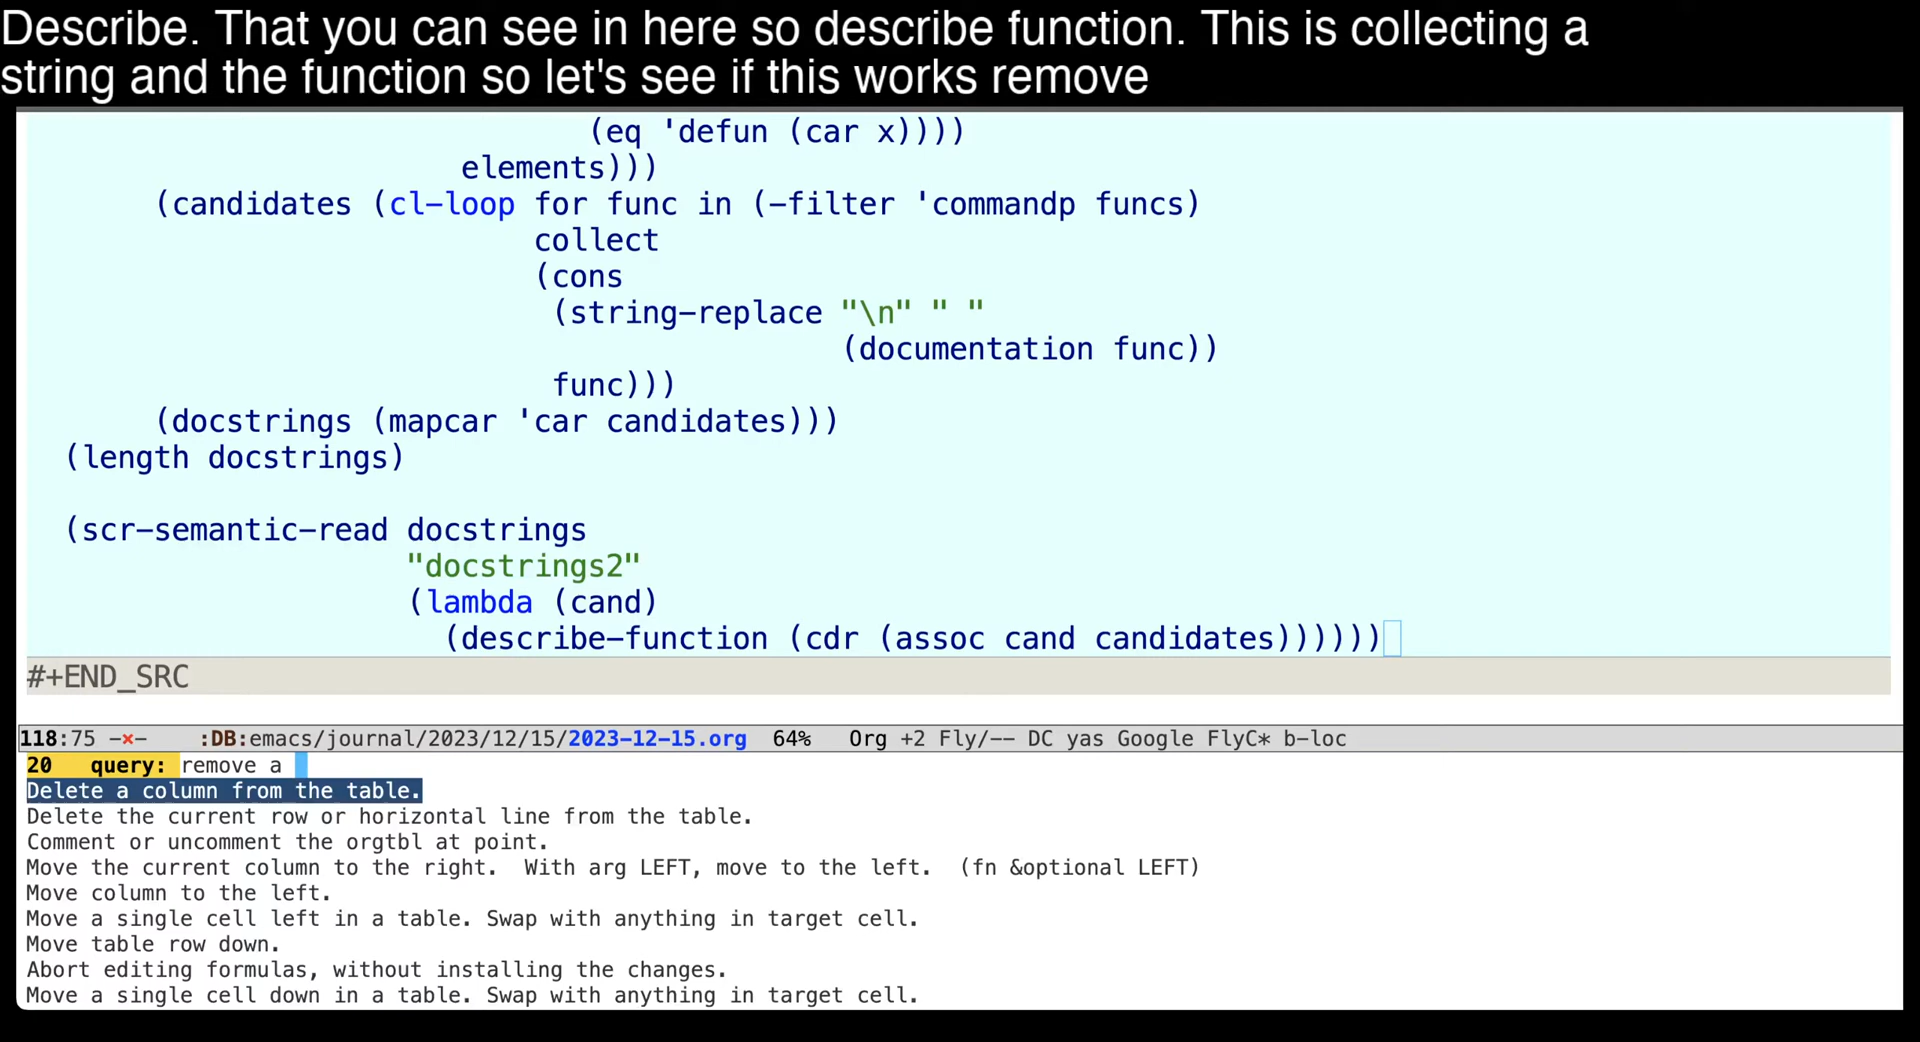 Describe. That you can see in here so describe function. This is collecting a
string and the function so let's see if this works remove
(eq 'defun (car x))))
elements)))
(candidates (cl-loop for func in (-filter 'commandp funcs)
collect
(cons
(string-replace "\n" " "
(documentation func))
func)))
(docstrings (mapcar 'car candidates)))
(length docstrings)
(scr-semantic-read docstrings
"docstrings2"
(lambda (cand)
(describe-function (cdr (assoc cand candidates))))))
#+END_SRC
118:75 -×- :DB:emacs/journal/2023/12/15/2023-12-15.org 64% Org +2 Fly/-- DC yas Google FlyC* b-loc
20 query: remove a
Delete a column from the table.
Delete the current row or horizontal line from the table.
Comment or uncomment the orgtbl at point.
Move the current column to the right. With arg LEFT, move to the left. (fn &optional LEFT)
Move column to the left.
Move a single cell left in a table. Swap with anything in target cell.
Move table row down.
Abort editing formulas, without installing the changes.
Move a single cell down in a table. Swap with anything in target cell.